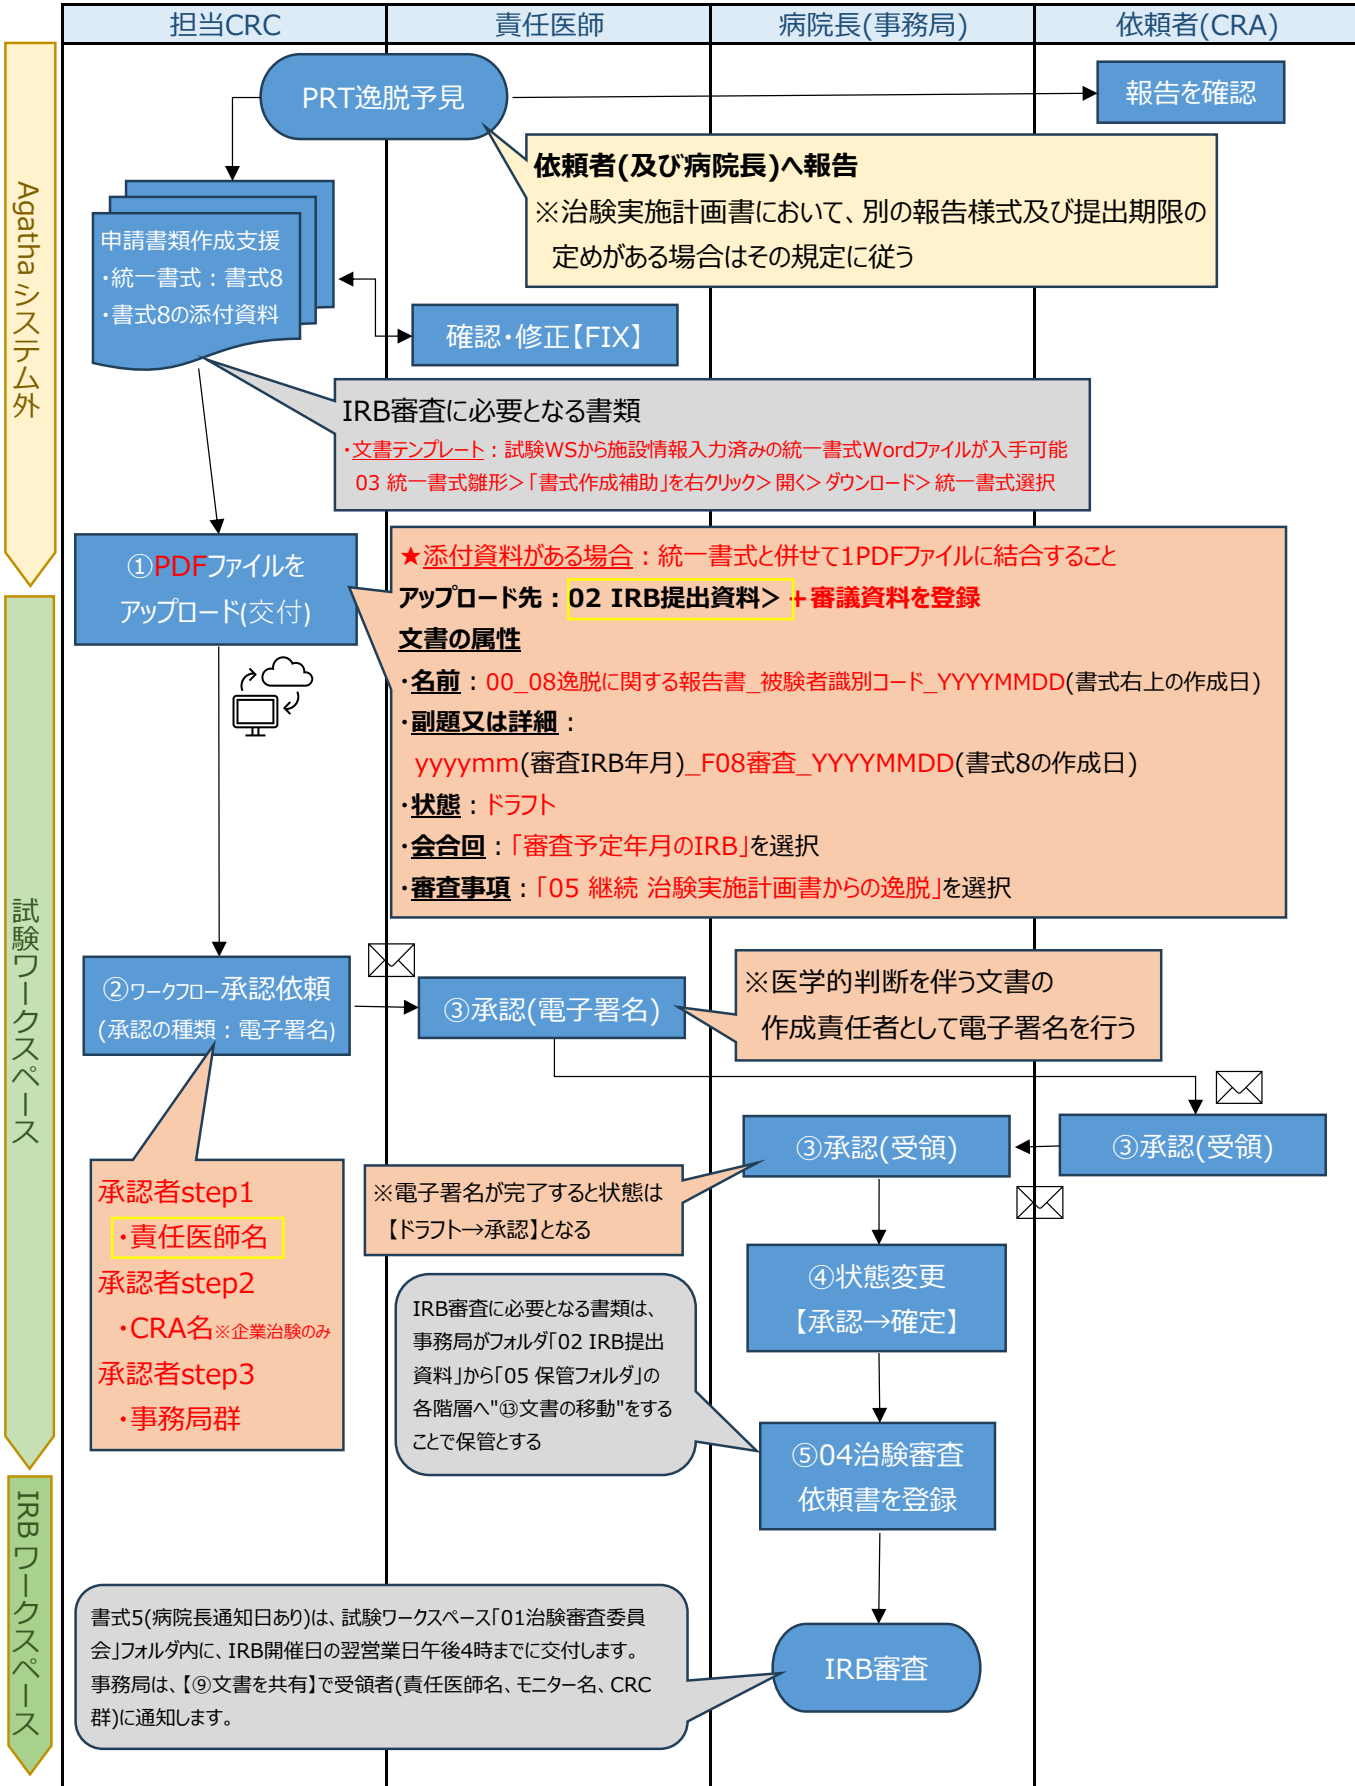 担当CRC
責任医師
病院長(事務局)
依頼者(CRA)
Agatha システム外
試験ワークスペース
IRB ワークスペース
PRT逸脱予見
報告を確認
依頼者(及び病院長)へ報告
※治験実施計画書において、別の報告様式及び提出期限の
定めがある場合はその規定に従う
申請書類作成支援
・統一書式：書式8
・書式8の添付資料
確認・修正【FIX】
IRB審査に必要となる書類
・文書テンプレート：試験WSから施設情報入力済みの統一書式Wordファイルが入手可能
03 統一書式雛形>「書式作成補助」を右クリック> 開く> ダウンロード> 統一書式選択
①PDFファイルを
アップロード(交付)
★添付資料がある場合：統一書式と併せて1PDFファイルに結合すること
アップロード先：02 IRB提出資料> ＋審議資料を登録
文書の属性
・名前：00_08逸脱に関する報告書_被験者識別コード_YYYYMMDD(書式右上の作成日)
・副題又は詳細：
yyyymm(審査IRB年月)_F08審査_YYYYMMDD(書式8の作成日)
・状態：ドラフト
・会合回：「審査予定年月のIRB」を選択
・審査事項：「05 継続 治験実施計画書からの逸脱」を選択
②ワークフロー承認依頼
(承認の種類：電子署名)
③承認(電子署名)
※医学的判断を伴う文書の
作成責任者として電子署名を行う
③承認(受領)
③承認(受領)
承認者step1
・責任医師名
承認者step2
・CRA名※企業治験のみ
承認者step3
・事務局群
※電子署名が完了すると状態は
【ドラフト→承認】となる
④状態変更
【承認→確定】
IRB審査に必要となる書類は、
事務局がフォルダ「02 IRB提出
資料」から「05 保管フォルダ」の
各階層へ"⑬文書の移動"をする
ことで保管とする
⑤04治験審査
依頼書を登録
書式5(病院長通知日あり)は、試験ワークスペース「01治験審査委員
会」フォルダ内に、IRB開催日の翌営業日午後4時までに交付します。
事務局は、【⑨文書を共有】で受領者(責任医師名、モニター名、CRC
群)に通知します。
IRB審査